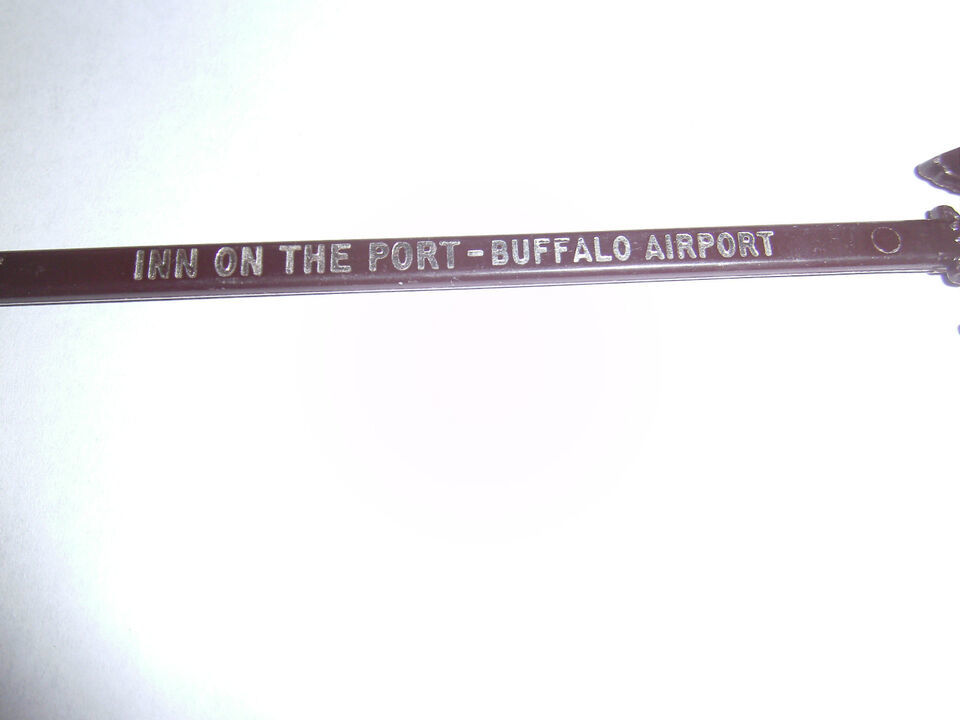 INN ON THE PORT - BUFFALO AIRPORT